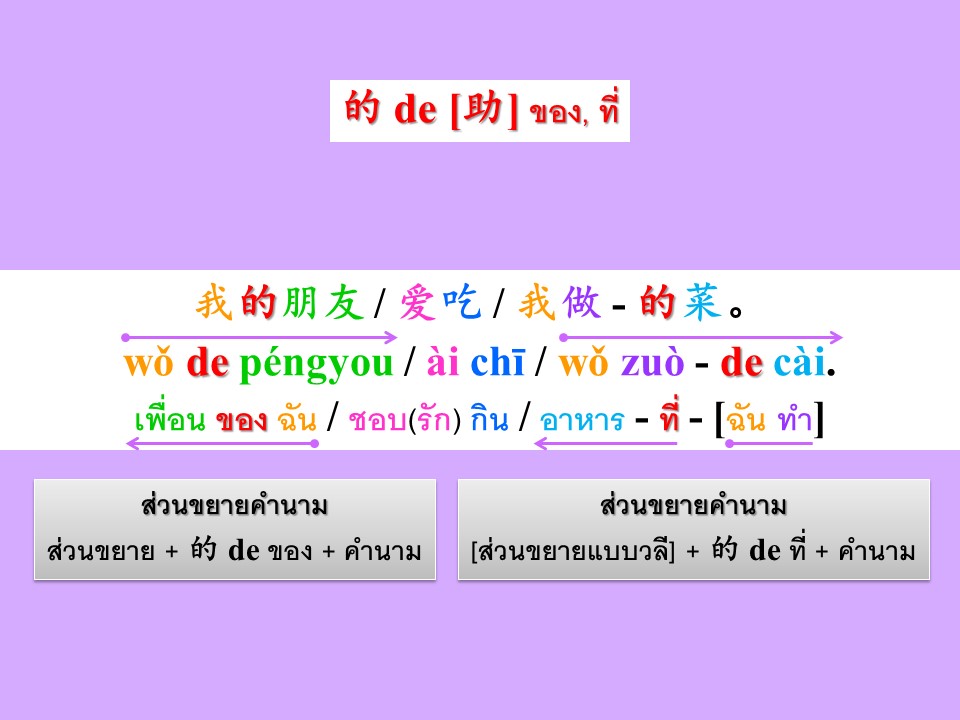 的 de [助] ของ, ที่
我的朋友 / 爱吃 / 我做 - 的菜。
wǒ de péngyou / ài chī / wǒ zuò - de cài.
เพื่อน ของ ฉัน / ชอบ(รัก) กิน / อาหาร - ที่ - [ฉัน ทำ]
ส่วนขยายคำนาม
ส่วนขยาย + 的 de ของ + คำนาม
ส่วนขยายคำนาม
[ส่วนขยายแบบวลี] + 的 de ที่ + คำนาม